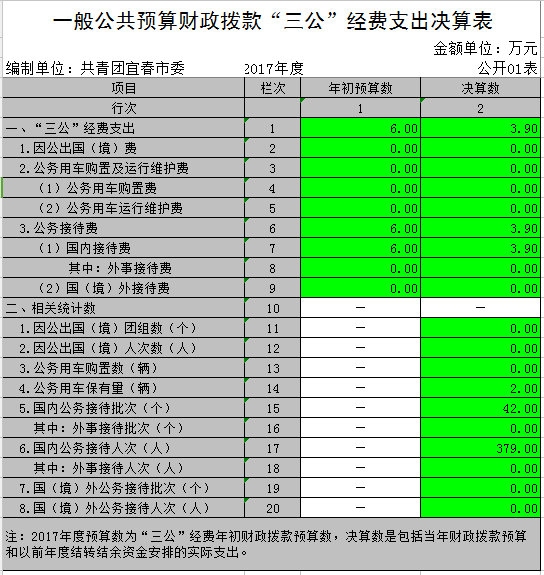 一般公共预算财政拨款“三公”经费支出决算表
金额单位：万元
编制单位：共青团宜春市委 2017年度 公开01表
项目 栏次 年初预算数 决算数
行次 1 2
一、“三公”经费支出 1 6.00 3.90
1.因公出国（境）费 2 0.00 0.00
2.公务用车购置及运行维护费 3 0.00 0.00
（1）公务用车购置费 4 0.00 0.00
（2）公务用车运行维护费 5 0.00 0.00
3.公务接待费 6 6.00 3.90
（1）国内接待费 7 6.00 3.90
其中：外事接待费 8 0.00 0.00
（2）国（境）外接待费 9 0.00 0.00
二、相关统计数 10 — —
1.因公出国（境）团组数（个） 11 — 0.00
2.因公出国（境）人次数（人） 12 — 0.00
3.公务用车购置数（辆） 13 — 0.00
4.公务用车保有量（辆） 14 — 2.00
5.国内公务接待批次（个） 15 — 42.00
其中：外事接待批次（个） 16 — 0.00
6.国内公务接待人次（人） 17 — 379.00
其中：外事接待人次（人） 18 — 0.00
7.国（境）外公务接待批次（个） 19 — 0.00
8.国（境）外公务接待人次（人） 20 — 0.00
注：2017年度预算数为“三公”经费年初财政拨款预算数，决算数是包括当年财政拨款预算
和以前年度结转结余资金安排的实际支出。